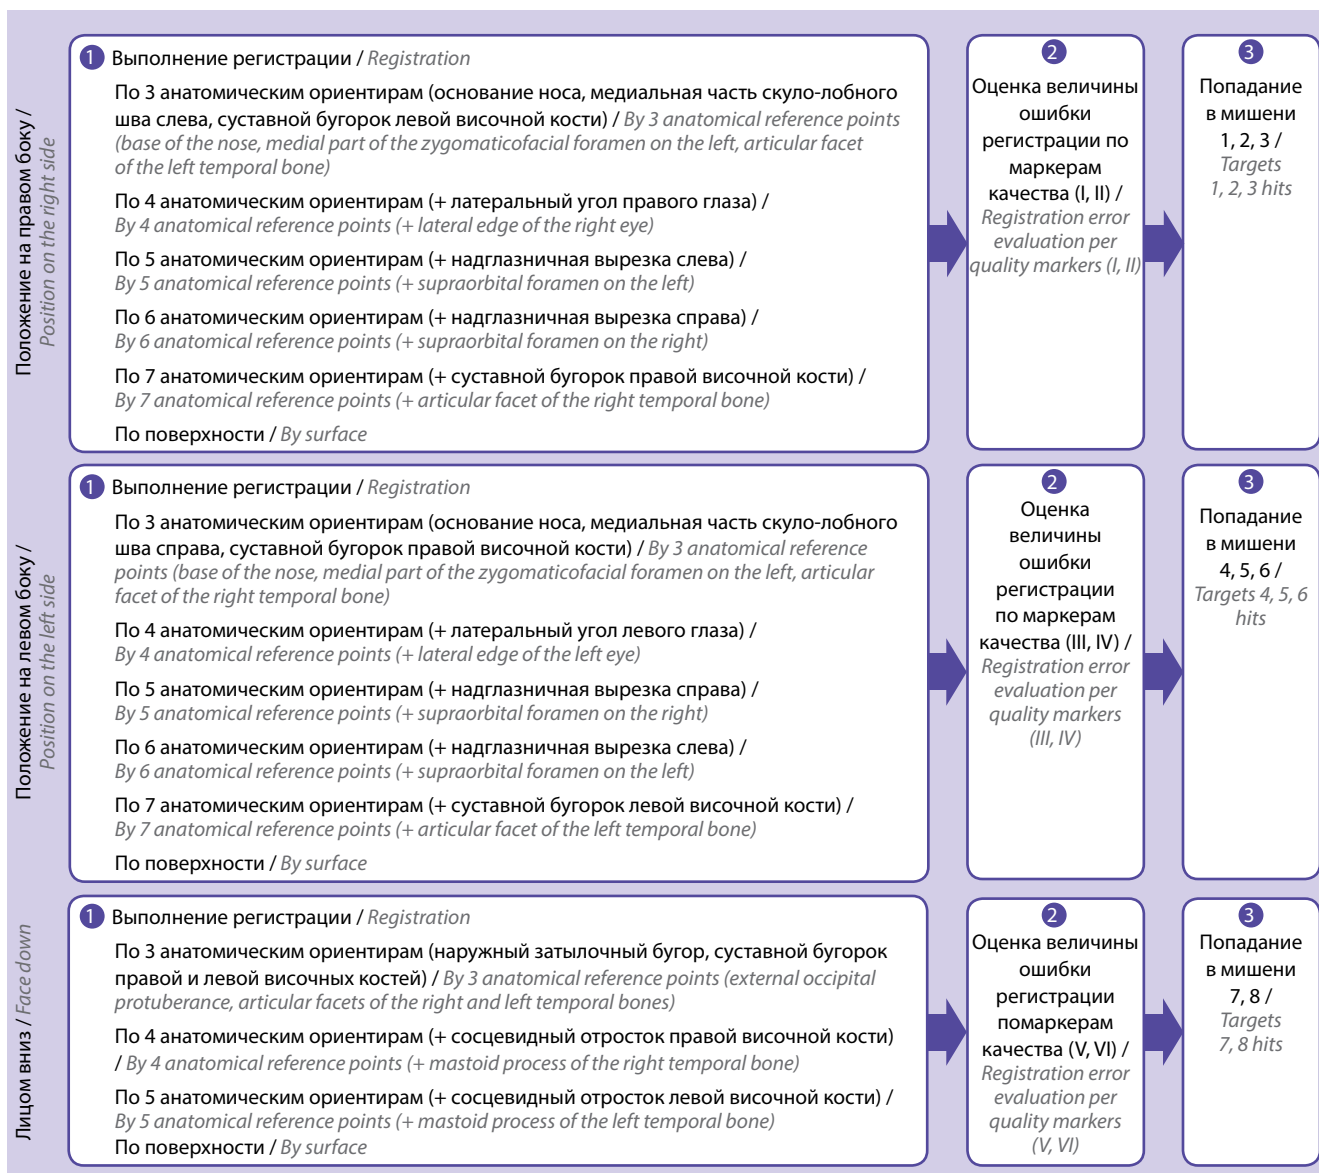 Положение на правом боку /
Position on the right side
1 Выполнение регистрации / Registration
По 3 анатомическим ориентирам (основание носа, медиальная часть скуло-лобного
шва слева, суставной бугорок левой височной кости) / By 3 anatomical reference points
(base of the nose, medial part of the zygomaticofacial foramen on the left, articular facet
of the left temporal bone)
По 4 анатомическим ориентирам (+ латеральный угол правого глаза) /
By 4 anatomical reference points (+ lateral edge of the right eye)
По 5 анатомическим ориентирам (+ надглазничная вырезка слева) /
By 5 anatomical reference points (+ supraorbital foramen on the left)
По 6 анатомическим ориентирам (+ надглазничная вырезка справа) /
By 6 anatomical reference points (+ supraorbital foramen on the right)
По 7 анатомическим ориентирам (+ суставной бугорок правой височной кости) /
By 7 anatomical reference points (+ articular facet of the right temporal bone)
По поверхности / By surface
2
Оценка величины
ошибки
регистрации по
маркерам
качества (I, II) /
Registration error
evaluation per
quality markers (I, II)
3
Попадание
в мишени
1, 2, 3 /
Targets
1, 2, 3 hits
Положение на левом боку /
Position on the left side
1 Выполнение регистрации / Registration
По 3 анатомическим ориентирам (основание носа, медиальная часть скуло-лобного
шва справа, суставной бугорок правой височной кости) / By 3 anatomical reference
points (base of the nose, medial part of the zygomaticofacial foramen on the left, articular
facet of the right temporal bone)
По 4 анатомическим ориентирам (+ латеральный угол левого глаза) /
By 4 anatomical reference points (+ lateral edge of the left eye)
По 5 анатомическим ориентирам (+ надглазничная вырезка справа) /
By 5 anatomical reference points (+ supraorbital foramen on the right)
По 6 анатомическим ориентирам (+ надглазничная вырезка слева) /
By 6 anatomical reference points (+ supraorbital foramen on the left)
По 7 анатомическим ориентирам (+ суставной бугорок левой височной кости) /
By 7 anatomical reference points (+ articular facet of the left temporal bone)
По поверхности / By surface
2
Оценка
величины
ошибки
регистрации
по маркерам
качества (III, IV) /
Registration error
evaluation per
quality markers
(III, IV)
3
Попадание
в мишени
4, 5, 6 /
Targets 4, 5, 6
hits
Лицом вниз / Face down
1 Выполнение регистрации / Registration
По 3 анатомическим ориентирам (наружный затылочный бугор, суставной бугорок
правой и левой височных костей) / By 3 anatomical reference points (external occipital
protuberance, articular facets of the right and left temporal bones)
По 4 анатомическим ориентирам (+ сосцевидный отросток правой височной кости)
/ By 4 anatomical reference points (+ mastoid process of the right temporal bone)
По 5 анатомическим ориентирам (+ сосцевидный отросток левой височной кости) /
By 5 anatomical reference points (+ mastoid process of the left temporal bone)
По поверхности / By surface
2
Оценка величины
ошибки
регистрации
помаркерам
качества (V, VI) /
Registration error
evaluation per
quality markers
(V, VI)
3
Попадание
в мишени
7, 8 /
Targets
7, 8 hits